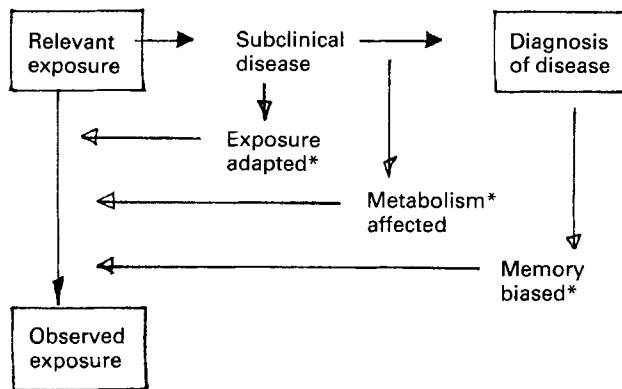 Relevant
exposure
Subclinical
disease
Diagnosis
of disease
Exposure
adapted*
Metabolism*
affected
Memory
biased*
Observed
exposure